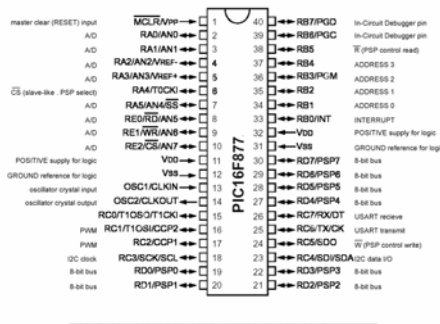 master clear (RESET) input MCLR/VPP 1 40 RB7/PGD In-Circuit Debugger pin
A/D RA0/AN0 2 39 RB6/PGC In-Circuit Debugger pin
A/D RA1/AN1 3 38 RB5 R (PSP control read)
A/D RA2/AN2/VREF- 4 37 RB4 ADDRESS 3
A/D RA3/AN3/VREF+ 5 36 RB3/PGM ADDRESS 2
CS (slave-like . PSP select) RA4/T0CKI 6 35 RB2 ADDRESS 1
A/D RA5/AN4/SS 7 34 RB1 ADDRESS 0
A/D RE0/RD/AN5 8 33 RB0/INT INTERRUPT
A/D RE1/WR/AN6 9 32 VDD POSITIVE supply for logic
A/D RE2/CS/AN7 10 31 VSS GROUND reference for logic
POSITIVE supply for logic VDD 11 30 RD7/PSP7 8-bit bus
GROUND reference for logic VSS 12 29 RD6/PSP6 8-bit bus
oscillator crystal input OSC1/CLKIN 13 28 RD5/PSP5 8-bit bus
oscillator crystal output OSC2/CLKOUT 14 27 RD4/PSP4 8-bit bus
RC0/T1OSO/T1CKI 15 26 RC7/RX/DT USART recieve
PWM RC1/T1OSI/CCP2 16 25 RC6/TX/CK USART transmit
PWM RC2/CCP1 17 24 RC5/SDO W (PSP control write)
I2C clock RC3/SCK/SCL 18 23 RC4/SDI/SDA I2C data I/O
8-bit bus RD0/PSP0 19 22 RD3/PSP3 8-bit bus
8-bit bus RD1/PSP1 20 21 RD2/PSP2 8-bit bus
PIC16F877